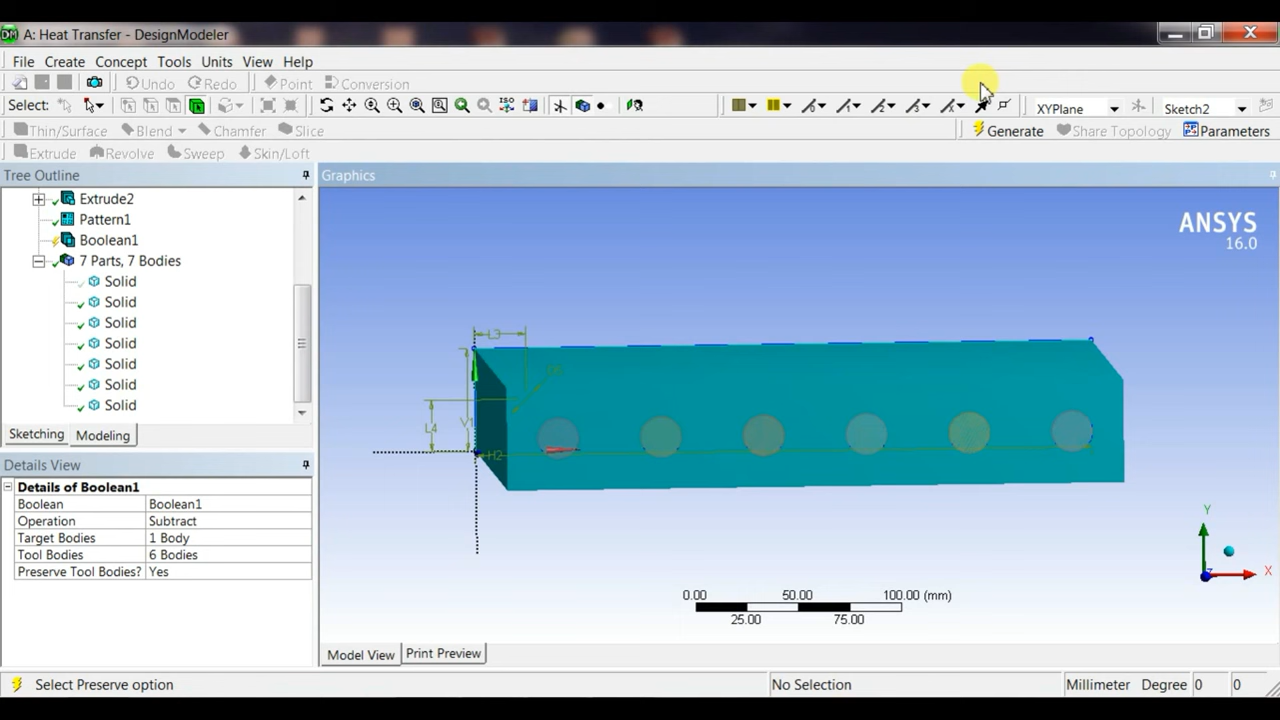 A: Heat Transfer - DesignModeler
File Create Concept Tools Units View Help
Undo Redo Point Conversion
Select: XYPlane Sketch2
Thin/Surface Blend Chamfer Slice Generate Share Topology Parameters
Extrude Revolve Sweep Skin/Loft
Tree Outline
Extrude2
Pattern1
Boolean1
7 Parts, 7 Bodies
Solid
Solid
Solid
Solid
Solid
Solid
Solid
Sketching Modeling
Details View
Details of Boolean1
Boolean Boolean1
Operation Subtract
Target Bodies 1 Body
Tool Bodies 6 Bodies
Preserve Tool Bodies? Yes
Graphics
ANSYS
16.0
L3
V1
L4
H2
Y
X
0.00 50.00 100.00 (mm)
25.00 75.00
Model View Print Preview
Select Preserve option No Selection Millimeter Degree 0 0